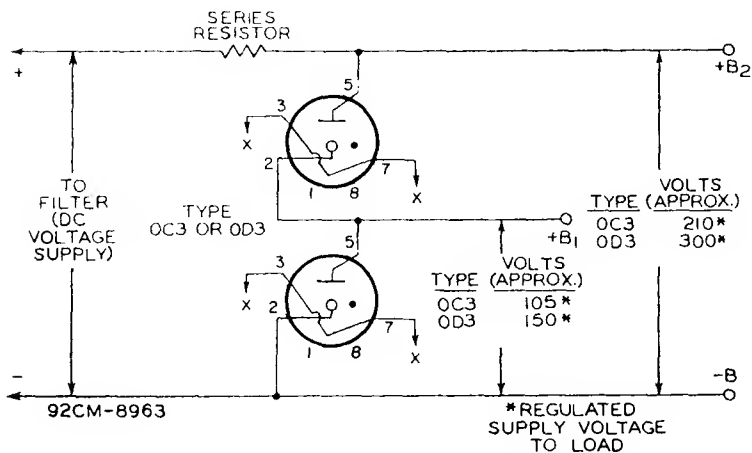 SERIES
RESISTOR
+
+B2
5
3
X
2
1
8
7
X
TO
FILTER
(DC
VOLTAGE
SUPPLY)
TYPE
OC3 OR OD3
VOLTS
TYPE (APPROX.)
OC3 210*
OD3 300*
+B1
5
3
X
2
1
8
7
X
VOLTS
TYPE (APPROX.)
OC3 105*
OD3 150*
-
-B
92CM-8963
*REGULATED
SUPPLY VOLTAGE
TO LOAD